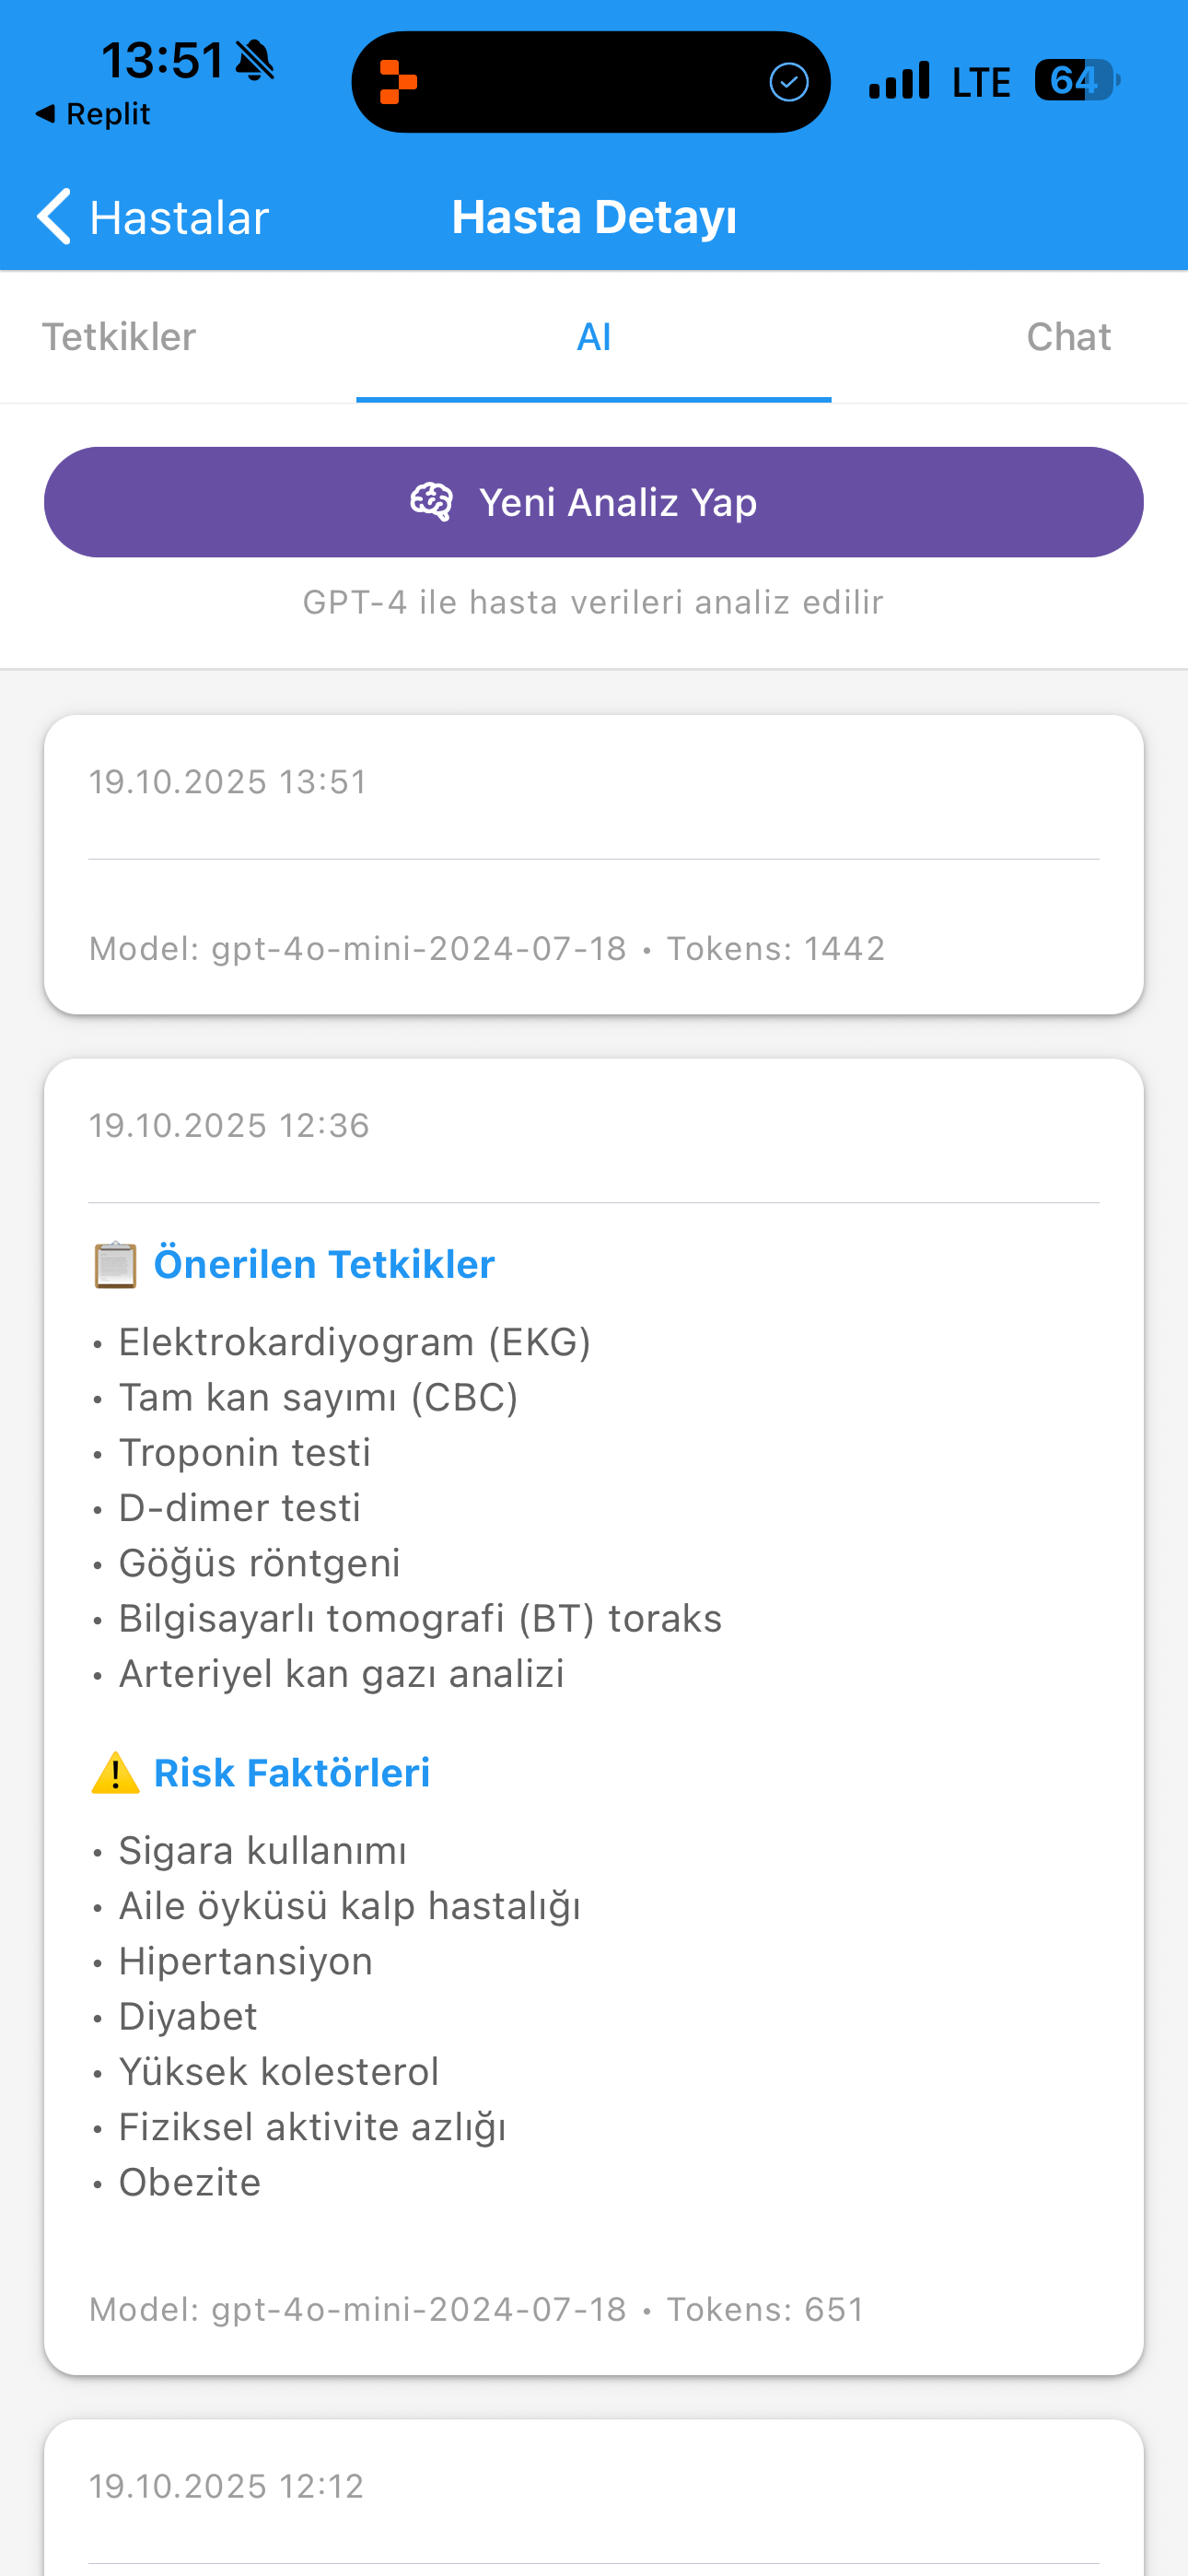 13:51
LTE 64
◀ Replit
Hastalar
Hasta Detayı
Tetkikler
AI
Chat
Yeni Analiz Yap
GPT-4 ile hasta verileri analiz edilir
19.10.2025 13:51
Model: gpt-4o-mini-2024-07-18 • Tokens: 1442
19.10.2025 12:36
📋 Önerilen Tetkikler
• Elektrokardiyogram (EKG)
• Tam kan sayımı (CBC)
• Troponin testi
• D-dimer testi
• Göğüs röntgeni
• Bilgisayarlı tomografi (BT) toraks
• Arteriyel kan gazı analizi
⚠️ Risk Faktörleri
• Sigara kullanımı
• Aile öyküsü kalp hastalığı
• Hipertansiyon
• Diyabet
• Yüksek kolesterol
• Fiziksel aktivite azlığı
• Obezite
Model: gpt-4o-mini-2024-07-18 • Tokens: 651
19.10.2025 12:12